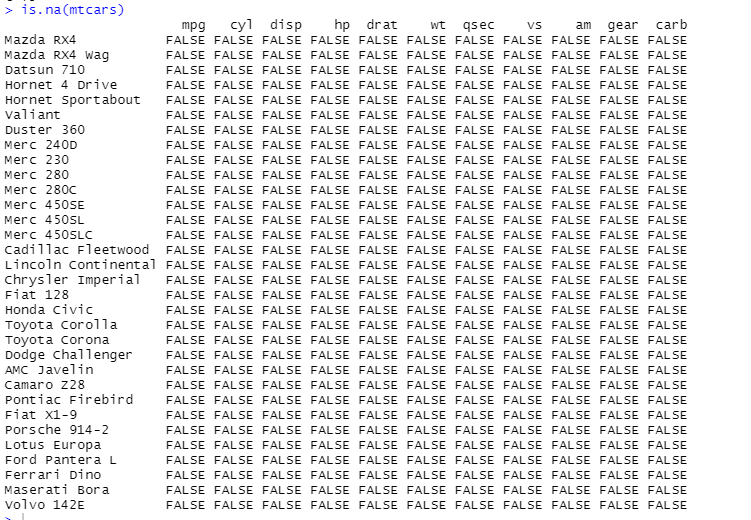 > is.na(mtcars)
mpg cyl disp hp drat wt qsec vs am gear carb
Mazda RX4 FALSE FALSE FALSE FALSE FALSE FALSE FALSE FALSE FALSE FALSE FALSE
Mazda RX4 Wag FALSE FALSE FALSE FALSE FALSE FALSE FALSE FALSE FALSE FALSE FALSE
Datsun 710 FALSE FALSE FALSE FALSE FALSE FALSE FALSE FALSE FALSE FALSE FALSE
Hornet 4 Drive FALSE FALSE FALSE FALSE FALSE FALSE FALSE FALSE FALSE FALSE FALSE
Hornet Sportabout FALSE FALSE FALSE FALSE FALSE FALSE FALSE FALSE FALSE FALSE FALSE
Valiant FALSE FALSE FALSE FALSE FALSE FALSE FALSE FALSE FALSE FALSE FALSE
Duster 360 FALSE FALSE FALSE FALSE FALSE FALSE FALSE FALSE FALSE FALSE FALSE
Merc 240D FALSE FALSE FALSE FALSE FALSE FALSE FALSE FALSE FALSE FALSE FALSE
Merc 230 FALSE FALSE FALSE FALSE FALSE FALSE FALSE FALSE FALSE FALSE FALSE
Merc 280 FALSE FALSE FALSE FALSE FALSE FALSE FALSE FALSE FALSE FALSE FALSE
Merc 280C FALSE FALSE FALSE FALSE FALSE FALSE FALSE FALSE FALSE FALSE FALSE
Merc 450SE FALSE FALSE FALSE FALSE FALSE FALSE FALSE FALSE FALSE FALSE FALSE
Merc 450SL FALSE FALSE FALSE FALSE FALSE FALSE FALSE FALSE FALSE FALSE FALSE
Merc 450SLC FALSE FALSE FALSE FALSE FALSE FALSE FALSE FALSE FALSE FALSE FALSE
Cadillac Fleetwood FALSE FALSE FALSE FALSE FALSE FALSE FALSE FALSE FALSE FALSE FALSE
Lincoln Continental FALSE FALSE FALSE FALSE FALSE FALSE FALSE FALSE FALSE FALSE FALSE
Chrysler Imperial FALSE FALSE FALSE FALSE FALSE FALSE FALSE FALSE FALSE FALSE FALSE
Fiat 128 FALSE FALSE FALSE FALSE FALSE FALSE FALSE FALSE FALSE FALSE FALSE
Honda Civic FALSE FALSE FALSE FALSE FALSE FALSE FALSE FALSE FALSE FALSE FALSE
Toyota Corolla FALSE FALSE FALSE FALSE FALSE FALSE FALSE FALSE FALSE FALSE FALSE
Toyota Corona FALSE FALSE FALSE FALSE FALSE FALSE FALSE FALSE FALSE FALSE FALSE
Dodge Challenger FALSE FALSE FALSE FALSE FALSE FALSE FALSE FALSE FALSE FALSE FALSE
AMC Javelin FALSE FALSE FALSE FALSE FALSE FALSE FALSE FALSE FALSE FALSE FALSE
Camaro Z28 FALSE FALSE FALSE FALSE FALSE FALSE FALSE FALSE FALSE FALSE FALSE
Pontiac Firebird FALSE FALSE FALSE FALSE FALSE FALSE FALSE FALSE FALSE FALSE FALSE
Fiat X1-9 FALSE FALSE FALSE FALSE FALSE FALSE FALSE FALSE FALSE FALSE FALSE
Porsche 914-2 FALSE FALSE FALSE FALSE FALSE FALSE FALSE FALSE FALSE FALSE FALSE
Lotus Europa FALSE FALSE FALSE FALSE FALSE FALSE FALSE FALSE FALSE FALSE FALSE
Ford Pantera L FALSE FALSE FALSE FALSE FALSE FALSE FALSE FALSE FALSE FALSE FALSE
Ferrari Dino FALSE FALSE FALSE FALSE FALSE FALSE FALSE FALSE FALSE FALSE FALSE
Maserati Bora FALSE FALSE FALSE FALSE FALSE FALSE FALSE FALSE FALSE FALSE FALSE
Volvo 142E FALSE FALSE FALSE FALSE FALSE FALSE FALSE FALSE FALSE FALSE FALSE
>